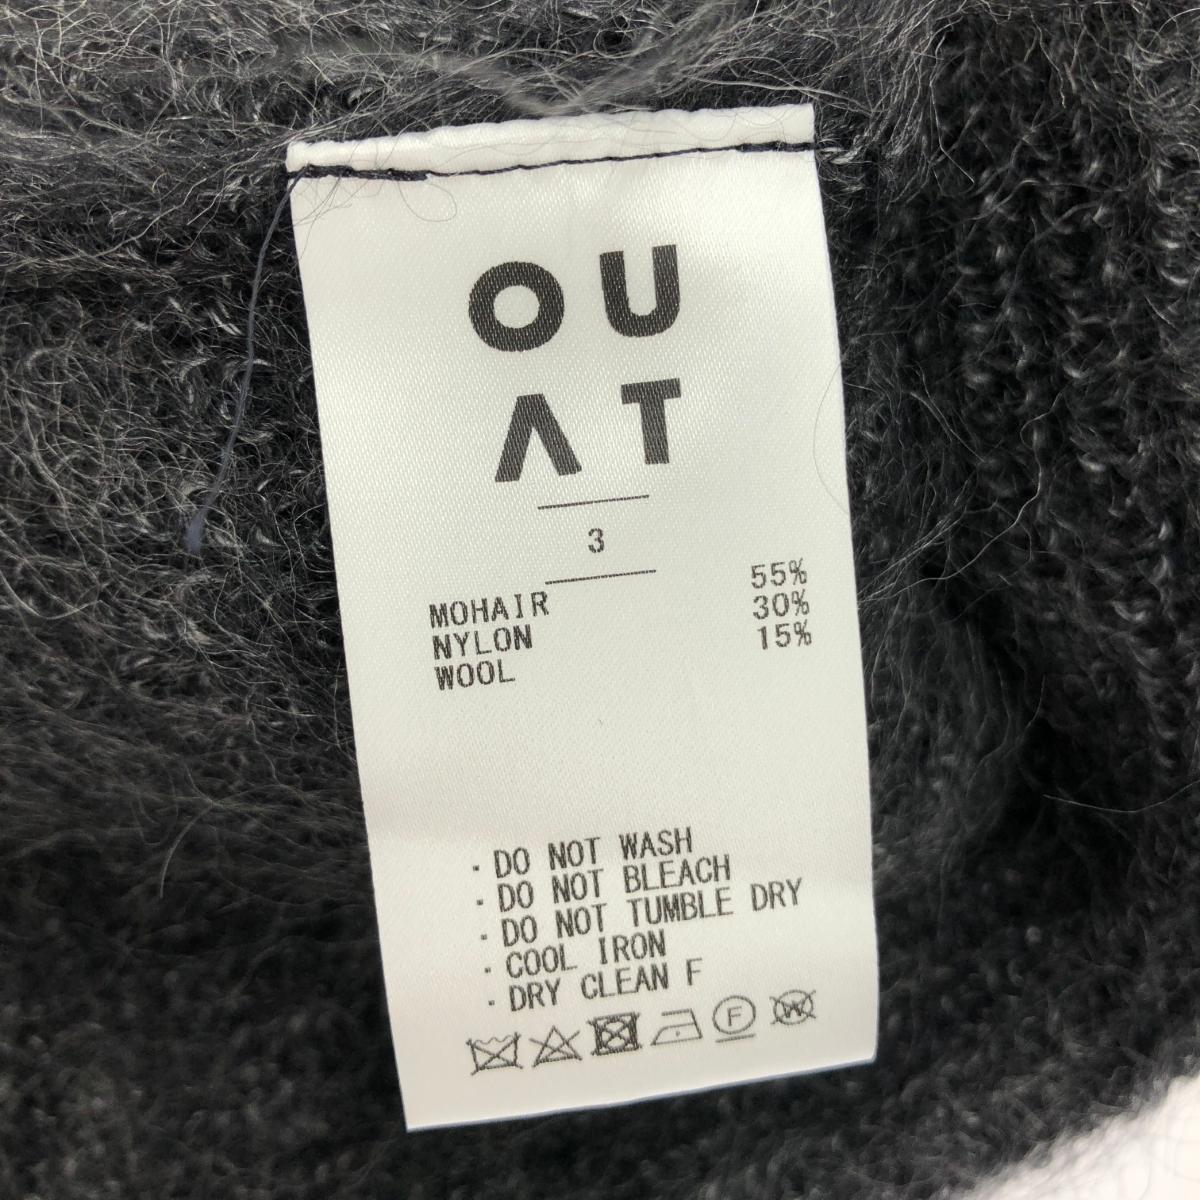 OU
ΛT
3
MOHAIR 55%
NYLON 30%
WOOL 15%
· DO NOT WASH
· DO NOT BLEACH
· DO NOT TUMBLE DRY
· COOL IRON
· DRY CLEAN F
F W